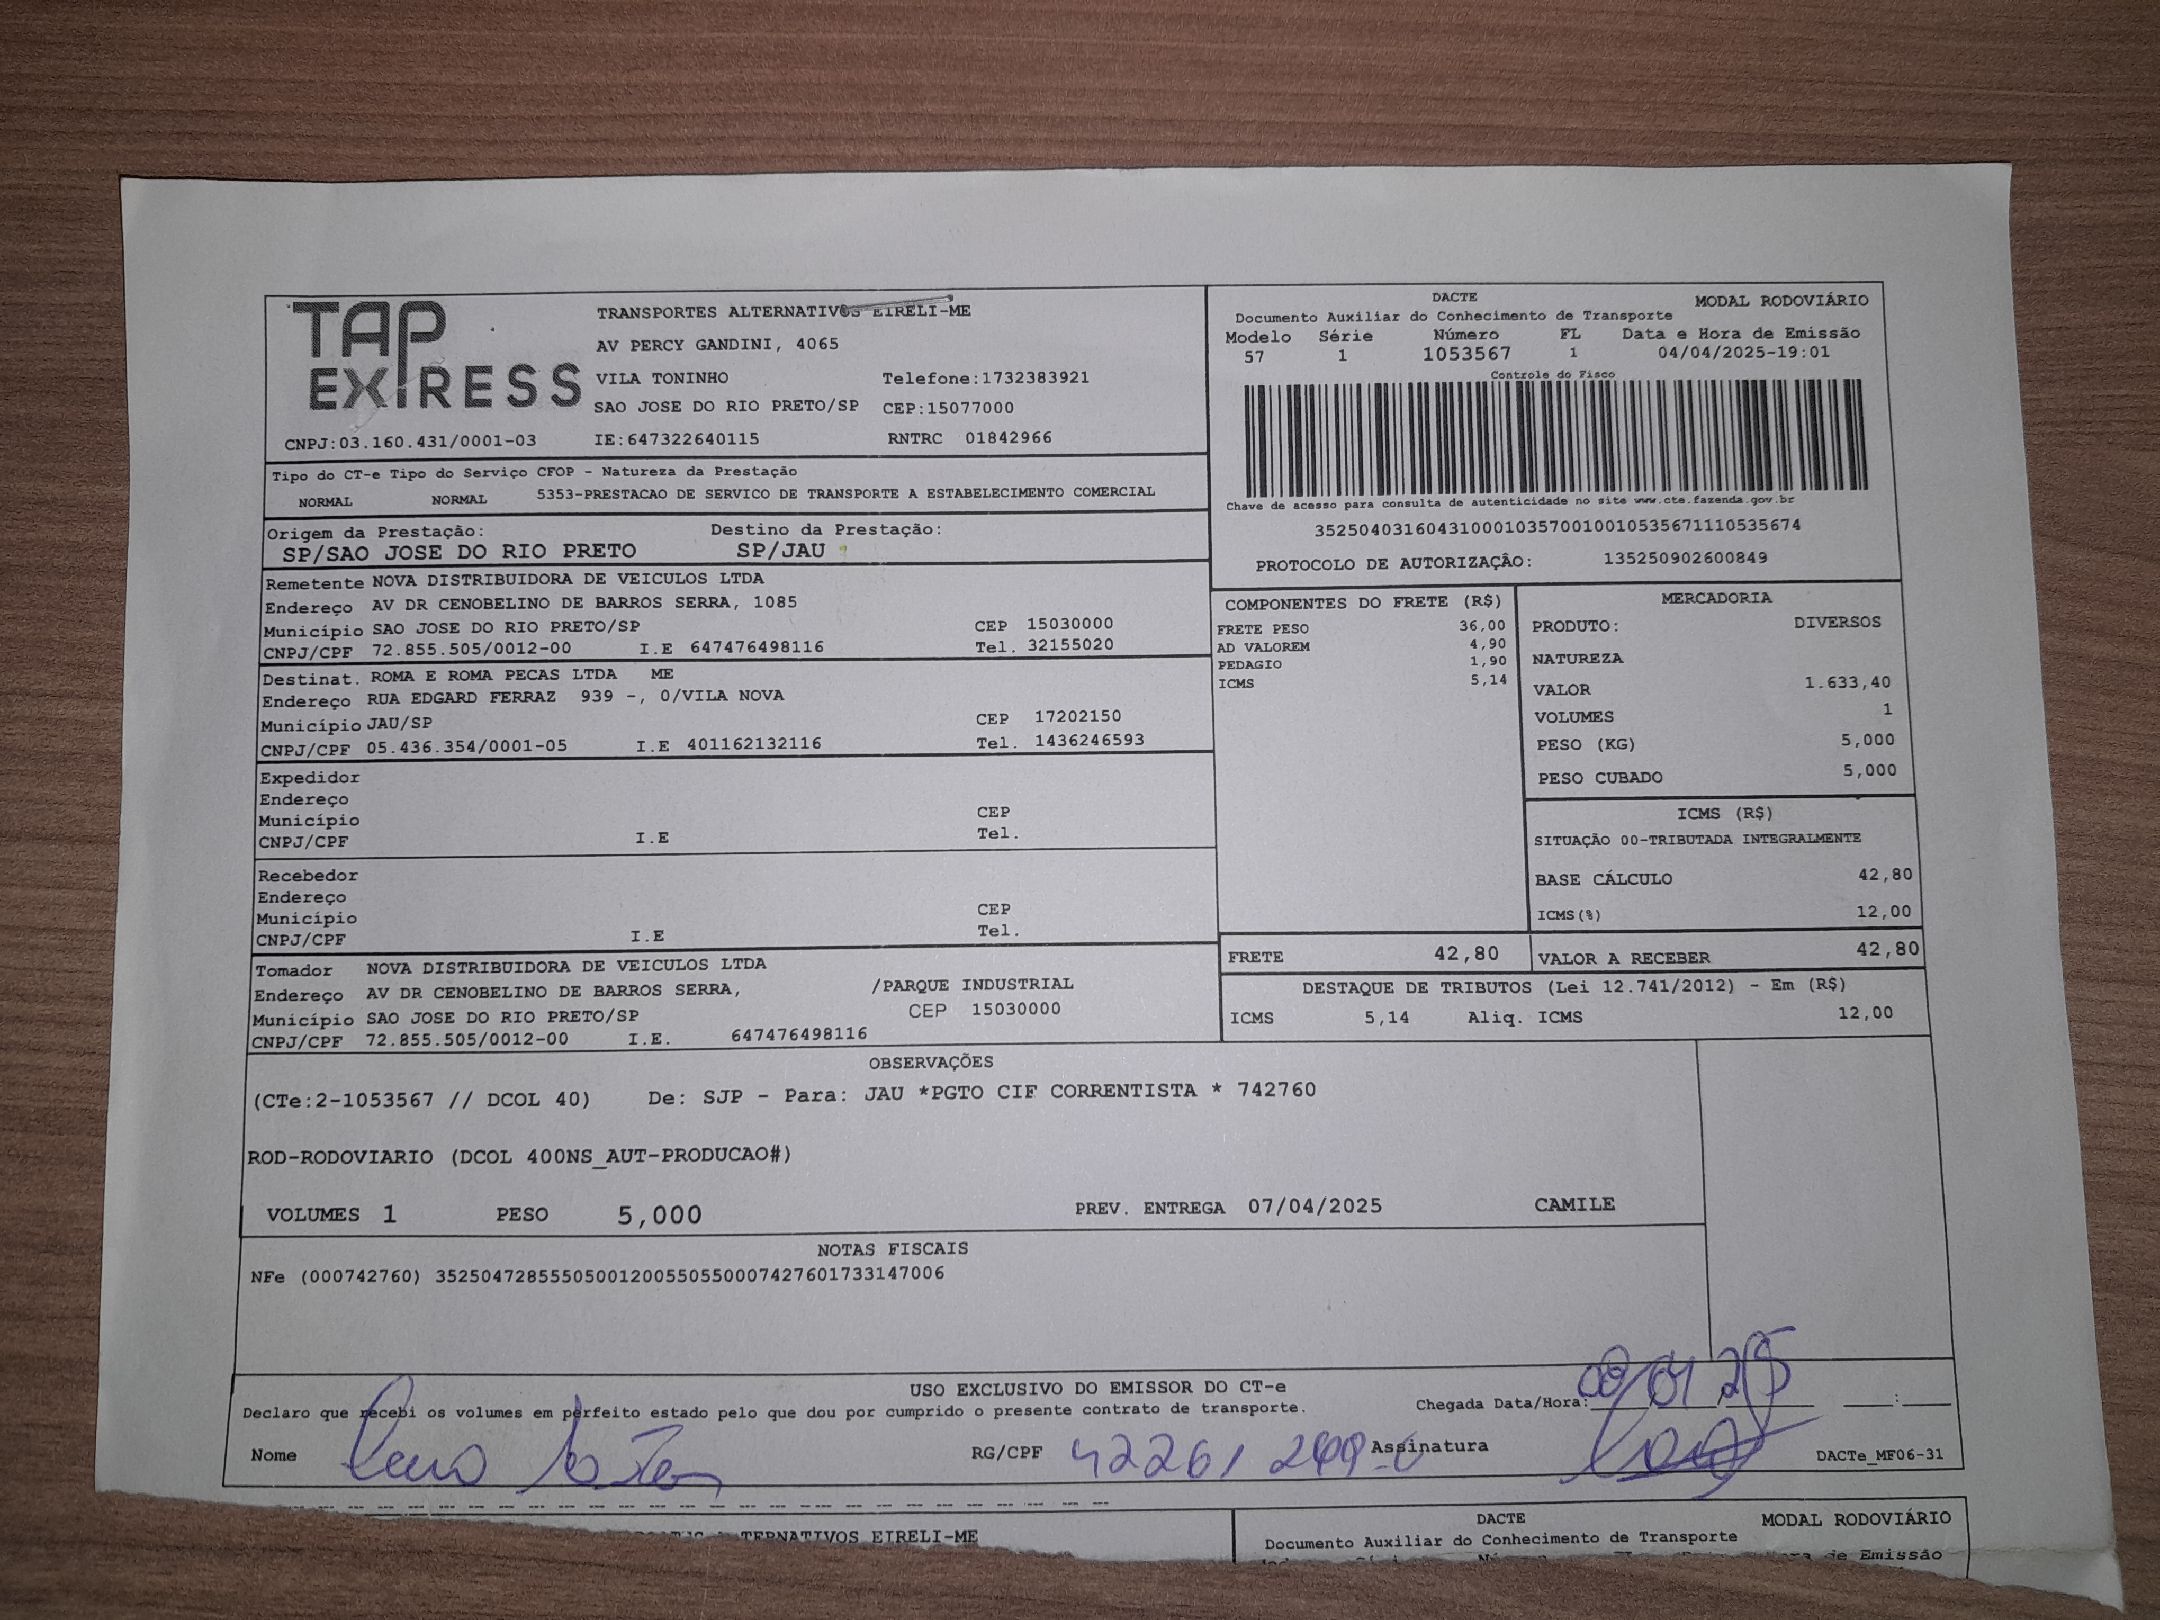 TAP EXPRESS
TRANSPORTES ALTERNATIVOS EIRELI-ME
AV PERCY GANDINI, 4065
VILA TONINHO Telefone:1732383921
SAO JOSE DO RIO PRETO/SP CEP:15077000
CNPJ:03.160.431/0001-03 IE:647322640115 RNTRC 01842966
DACTE MODAL RODOVIÁRIO
Documento Auxiliar do Conhecimento de Transporte
Modelo Série Número FL Data e Hora de Emissão
57 1 1053567 1 04/04/2025-19:01
Controle do Fisco
Chave de acesso para consulta de autenticidade no site www.cte.fazenda.gov.br
35250403160431000103570010010535671110535674
PROTOCOLO DE AUTORIZAÇÂO: 135250902600849
Tipo do CT-e Tipo do Serviço CFOP - Natureza da Prestação
NORMAL NORMAL 5353-PRESTACAO DE SERVICO DE TRANSPORTE A ESTABELECIMENTO COMERCIAL
Origem da Prestação: Destino da Prestação:
SP/SAO JOSE DO RIO PRETO SP/JAU
Remetente NOVA DISTRIBUIDORA DE VEICULOS LTDA
Endereço AV DR CENOBELINO DE BARROS SERRA, 1085
Município SAO JOSE DO RIO PRETO/SP CEP 15030000
CNPJ/CPF 72.855.505/0012-00 I.E 647476498116 Tel. 32155020
Destinat. ROMA E ROMA PECAS LTDA ME
Endereço RUA EDGARD FERRAZ 939 -, 0/VILA NOVA
Município JAU/SP CEP 17202150
CNPJ/CPF 05.436.354/0001-05 I.E 401162132116 Tel. 1436246593
Expedidor
Endereço
Município CEP
CNPJ/CPF I.E Tel.
Recebedor
Endereço
Município CEP
CNPJ/CPF I.E Tel.
Tomador NOVA DISTRIBUIDORA DE VEICULOS LTDA
Endereço AV DR CENOBELINO DE BARROS SERRA, /PARQUE INDUSTRIAL
Município SAO JOSE DO RIO PRETO/SP CEP 15030000
CNPJ/CPF 72.855.505/0012-00 I.E. 647476498116
COMPONENTES DO FRETE (R$)
FRETE PESO 36,00
AD VALOREM 4,90
PEDAGIO 1,90
ICMS 5,14
MERCADORIA
PRODUTO: DIVERSOS
NATUREZA
VALOR 1.633,40
VOLUMES 1
PESO (KG) 5,000
PESO CUBADO 5,000
ICMS (R$)
SITUAÇÃO 00-TRIBUTADA INTEGRALMENTE
BASE CÁLCULO 42,80
ICMS(%) 12,00
FRETE 42,80 VALOR A RECEBER 42,80
DESTAQUE DE TRIBUTOS (Lei 12.741/2012) - Em (R$)
ICMS 5,14 Aliq. ICMS 12,00
OBSERVAÇÕES
(CTe:2-1053567 // DCOL 40) De: SJP - Para: JAU *PGTO CIF CORRENTISTA * 742760
ROD-RODOVIARIO (DCOL 400NS_AUT-PRODUCAO#)
VOLUMES 1 PESO 5,000 PREV. ENTREGA 07/04/2025 CAMILE
NOTAS FISCAIS
NFe (000742760) 35250472855505001200550550007427601733147006
USO EXCLUSIVO DO EMISSOR DO CT-e
Declaro que recebi os volumes em perfeito estado pelo que dou por cumprido o presente contrato de transporte. Chegada Data/Hora: : 
Nome RG/CPF Assinatura DACTe_MF06-31
TERNATIVOS EIRELI-ME
DACTE MODAL RODOVIÁRIO
Documento Auxiliar do Conhecimento de Transporte
de Emissão